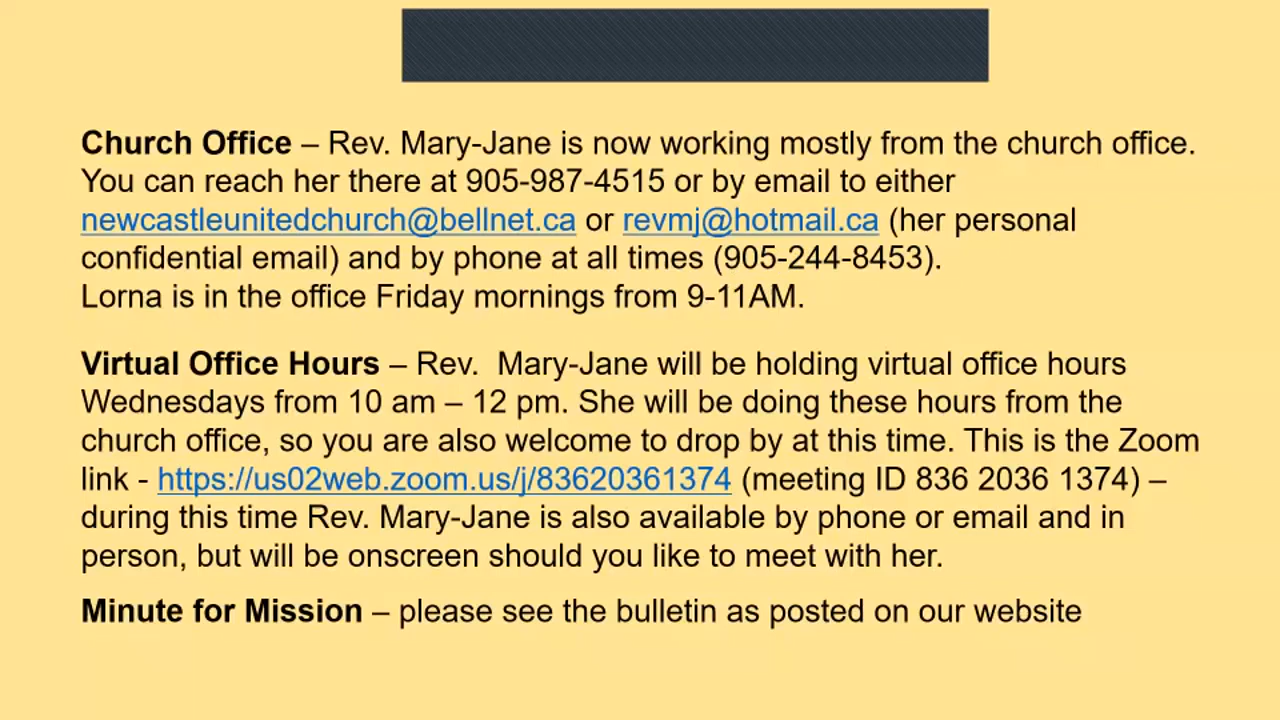 Church Office – Rev. Mary-Jane is now working mostly from the church office.
You can reach her there at 905-987-4515 or by email to either
newcastleunitedchurch@bellnet.ca or revmj@hotmail.ca (her personal
confidential email) and by phone at all times (905-244-8453).
Lorna is in the office Friday mornings from 9-11AM.
Virtual Office Hours – Rev.  Mary-Jane will be holding virtual office hours
Wednesdays from 10 am – 12 pm. She will be doing these hours from the
church office, so you are also welcome to drop by at this time. This is the Zoom
link - https://us02web.zoom.us/j/83620361374 (meeting ID 836 2036 1374) –
during this time Rev. Mary-Jane is also available by phone or email and in
person, but will be onscreen should you like to meet with her.
Minute for Mission – please see the bulletin as posted on our website